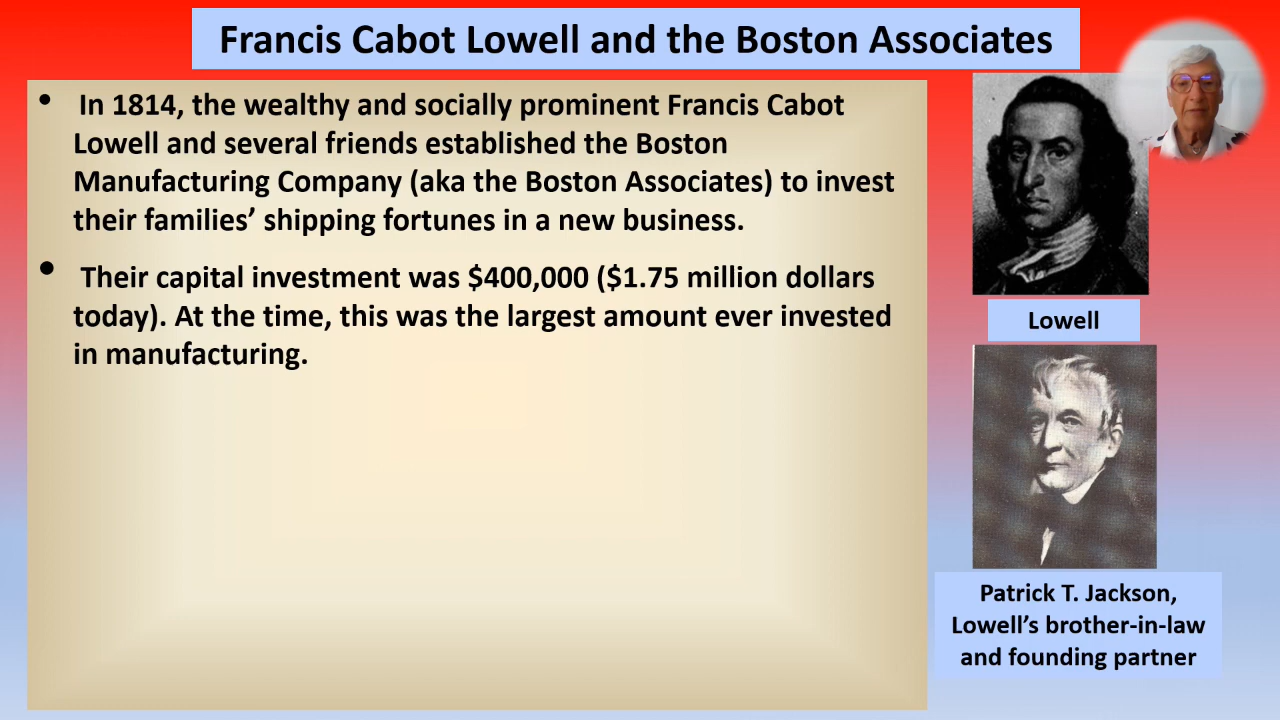 Francis Cabot Lowell and the Boston Associates
• In 1814, the wealthy and socially prominent Francis Cabot
Lowell and several friends established the Boston
Manufacturing Company (aka the Boston Associates) to invest
their families’ shipping fortunes in a new business.
• Their capital investment was $400,000 ($1.75 million dollars
today). At the time, this was the largest amount ever invested
in manufacturing.
Lowell
Patrick T. Jackson,
Lowell’s brother-in-law
and founding partner